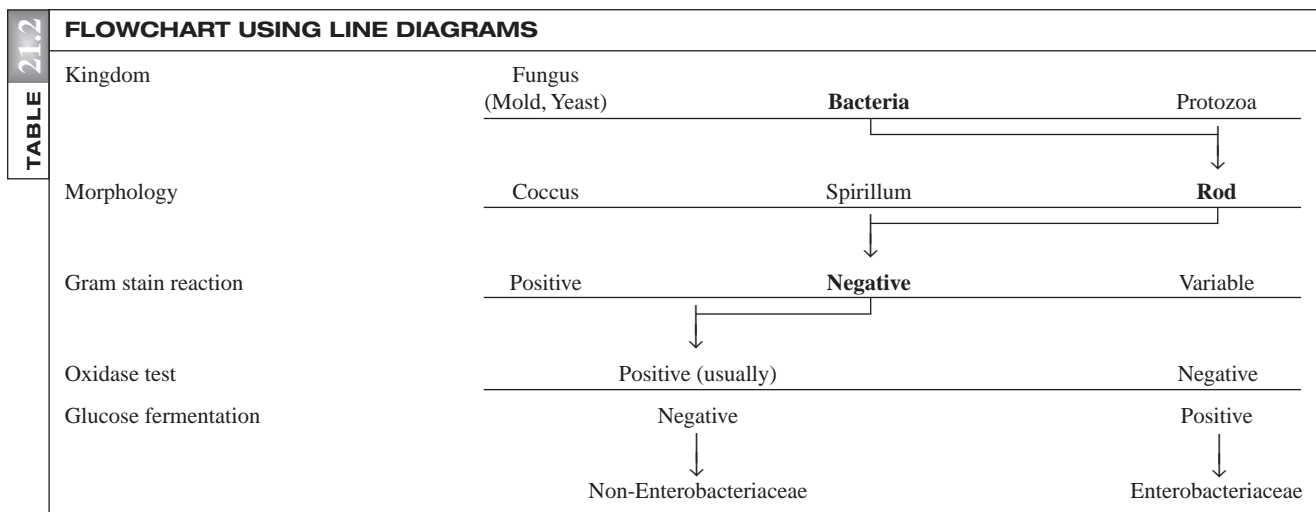 TABLE 21.2
FLOWCHART USING LINE DIAGRAMS
Kingdom
Fungus
(Mold, Yeast) Bacteria Protozoa
Morphology Coccus Spirillum Rod
Gram stain reaction Positive Negative Variable
Oxidase test Positive (usually) Negative
Glucose fermentation Negative Positive
Non-Enterobacteriaceae Enterobacteriaceae